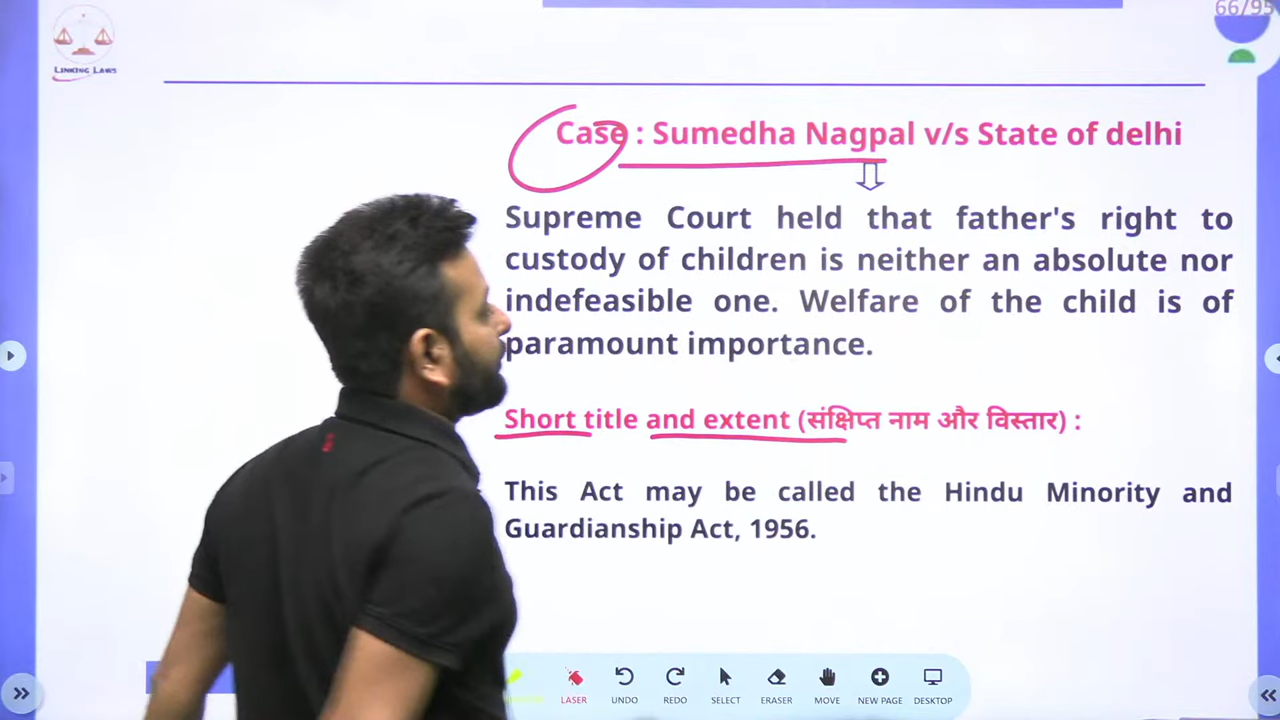 66/95
LINKING LAWS
Case : Sumedha Nagpal v/s State of delhi
Supreme Court held that father's right to
custody of children is neither an absolute nor
indefeasible one. Welfare of the child is of
paramount importance.
Short title and extent (संक्षिप्त नाम और विस्तार) :
This Act may be called the Hindu Minority and
Guardianship Act, 1956.
LASER UNDO REDO SELECT ERASER MOVE NEW PAGE DESKTOP